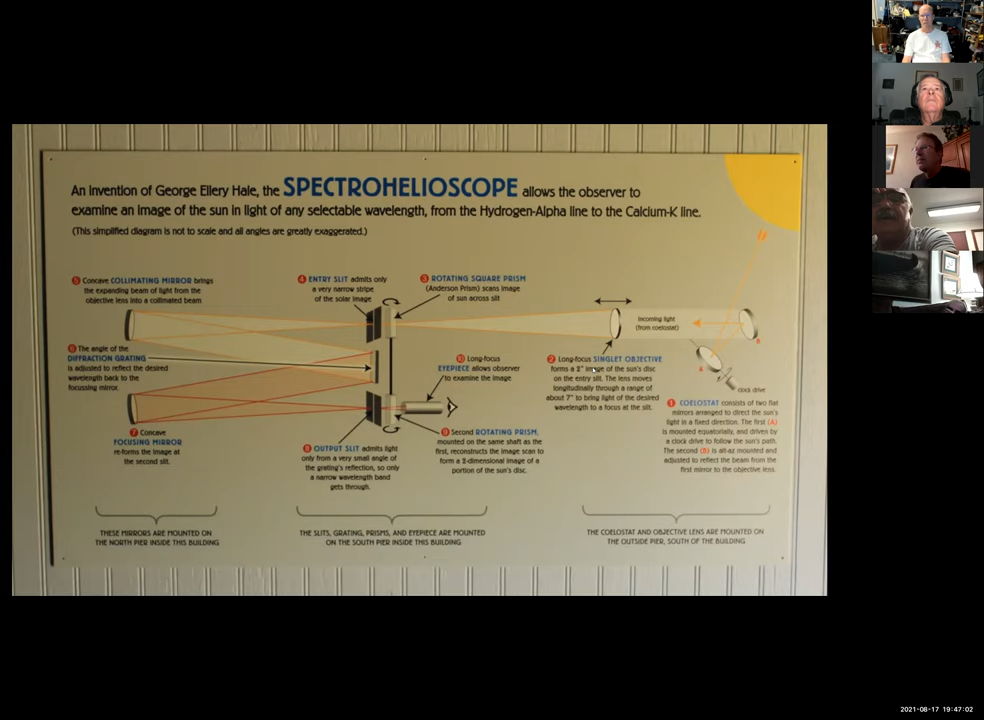 An invention of George Ellery Hale, the SPECTROHELIOSCOPE allows the observer to
examine an image of the sun in light of any selectable wavelength, from the Hydrogen-Alpha line to the Calcium-K line.
(This simplified diagram is not to scale and all angles are greatly exaggerated.)
5 Concave COLLIMATING MIRROR brings
the expanding beam of light from the
objective lens into a collimated beam
4 ENTRY SLIT admits only
a very narrow stripe
of the solar image
3 ROTATING SQUARE PRISM
(Anderson Prism) scans image
of sun across slit
Incoming light
(from coelostat)
B
6 The angle of the
DIFFRACTION GRATING
is adjusted to reflect the desired
wavelength back to the
focussing mirror.
10 Long-focus
EYEPIECE allows observer
to examine the image
2 Long-focus SINGLET OBJECTIVE
forms a 2" image of the sun's disc
on the entry slit. The lens moves
longitudinally through a range of
about 7" to bring light of the desired
wavelength to a focus at the slit.
A
clock drive
1 COELOSTAT consists of two flat
mirrors arranged to direct the sun's
light in a fixed direction. The first (A)
is mounted equatorially, and driven by
a clock drive to follow the sun's path.
The second (B) is alt-az mounted and
adjusted to reflect the beam from the
first mirror to the objective lens.
7 Concave
FOCUSING MIRROR
re-forms the image at
the second slit.
8 OUTPUT SLIT admits light
only from a very small angle of
the grating's reflection, so only
a narrow wavelength band
gets through.
9 Second ROTATING PRISM,
mounted on the same shaft as the
first, reconstructs the image scan to
form a 2-dimensional image of a
portion of the sun's disc.
THESE MIRRORS ARE MOUNTED ON
THE NORTH PIER INSIDE THIS BUILDING
THE SLITS, GRATING, PRISMS, AND EYEPIECE ARE MOUNTED
ON THE SOUTH PIER INSIDE THIS BUILDING
THE COELOSTAT AND OBJECTIVE LENS ARE MOUNTED ON
THE OUTSIDE PIER, SOUTH OF THE BUILDING
2021-08-17 19:47:02